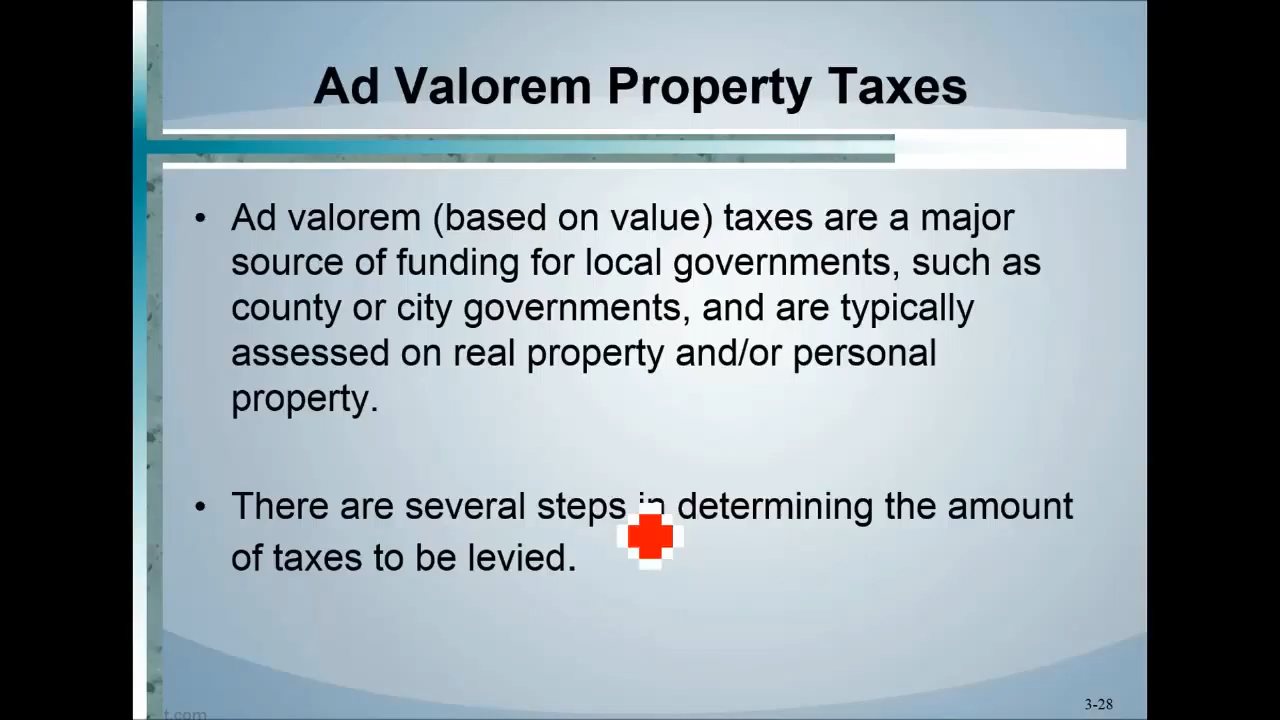 Ad Valorem Property Taxes
• Ad valorem (based on value) taxes are a major
source of funding for local governments, such as
county or city governments, and are typically
assessed on real property and/or personal
property.
• There are several steps in determining the amount
of taxes to be levied.
3-28
t.com